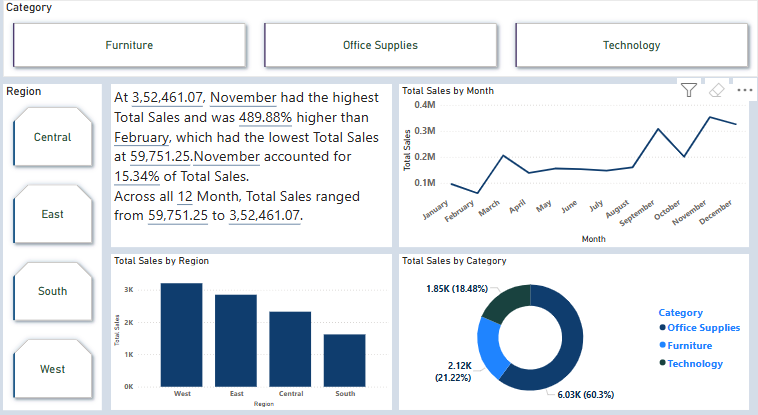 Category
Furniture
Office Supplies
Technology
Region
Central
East
South
West
At 3,52,461.07, November had the highest
Total Sales and was 489.88% higher than
February, which had the lowest Total Sales
at 59,751.25.November accounted for
15.34% of Total Sales.
Across all 12 Month, Total Sales ranged
from 59,751.25 to 3,52,461.07.
Total Sales by Month
Total Sales
0.4M
0.3M
0.2M
0.1M
January
February
March
April
May
June
July
August
September
October
November
December
Month
Total Sales by Region
Total Sales
3K
2K
1K
0K
West
East
Central
South
Region
Total Sales by Category
1.85K (18.48%)
2.12K
(21.22%)
6.03K (60.3%)
Category
Office Supplies
Furniture
Technology